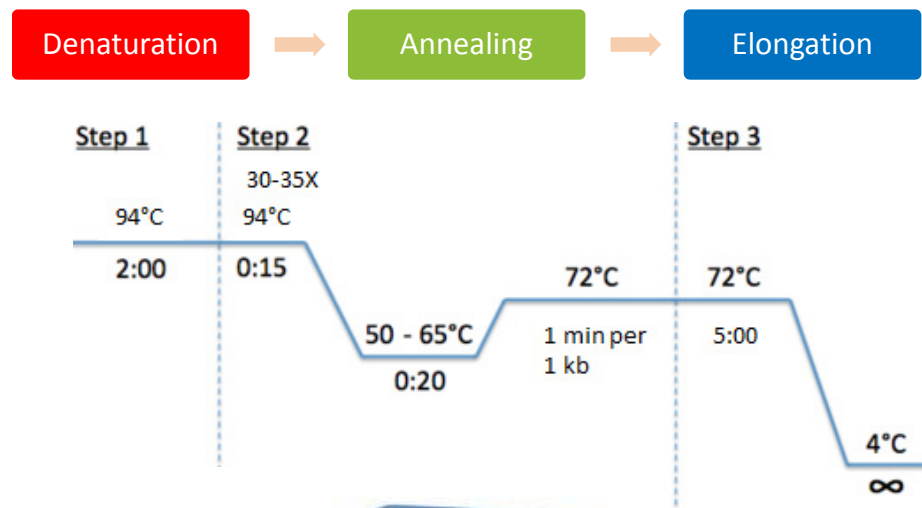 Denaturation
Annealing
Elongation
Step 1
Step 2
Step 3
30-35X
94°C
94°C
2:00
0:15
72°C
72°C
50 - 65°C
0:20
1 min per
1 kb
5:00
4°C
∞